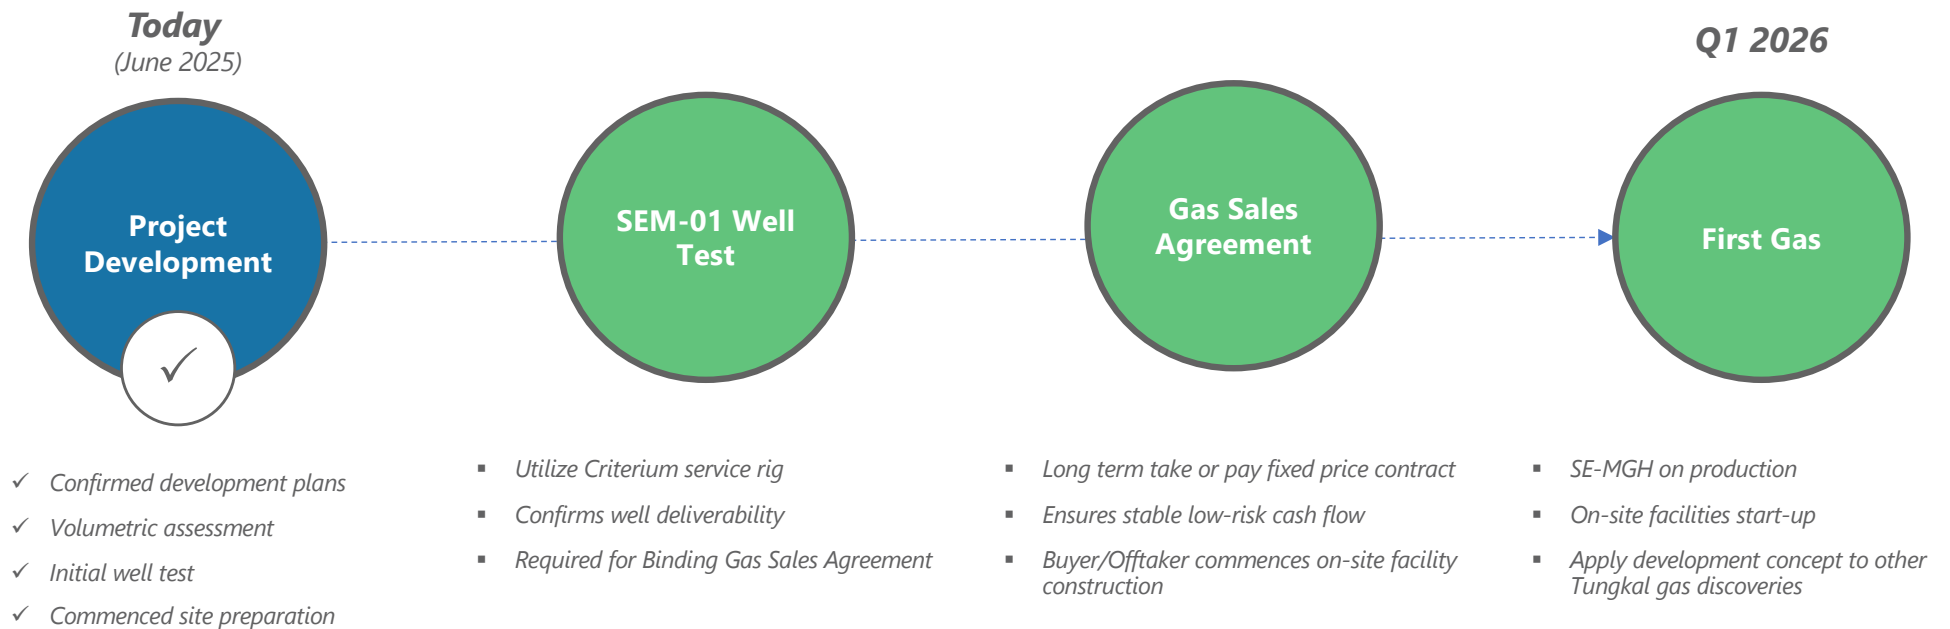 Today
(June 2025)
Q1 2026
Project
Development
✓
SEM-01 Well
Test
Gas Sales
Agreement
First Gas
✓ Confirmed development plans
✓ Volumetric assessment
✓ Initial well test
✓ Commenced site preparation
▪ Utilize Criterium service rig
▪ Confirms well deliverability
▪ Required for Binding Gas Sales Agreement
▪ Long term take or pay fixed price contract
▪ Ensures stable low-risk cash flow
▪ Buyer/Offtaker commences on-site facility
construction
▪ SE-MGH on production
▪ On-site facilities start-up
▪ Apply development concept to other
Tungkal gas discoveries